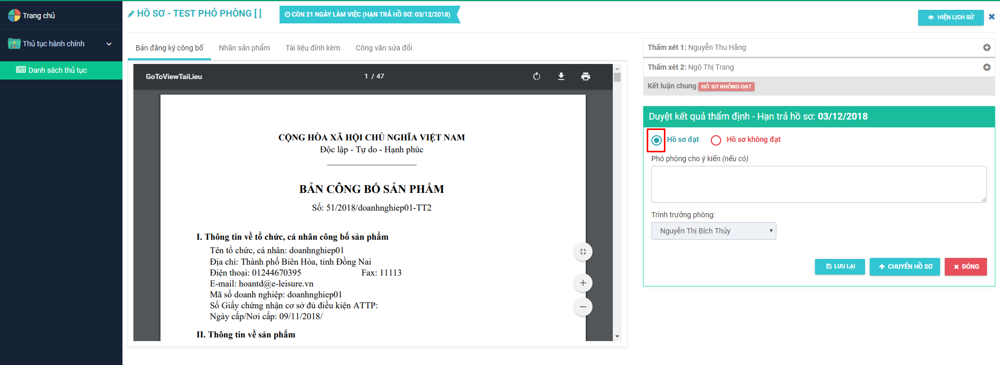 Trang chủ
Thủ tục hành chính
Danh sách thủ tục
HỒ SƠ - TEST PHÓ PHÒNG [ ]
CÒN 21 NGÀY LÀM VIỆC (HẠN TRẢ HỒ SƠ: 03/12/2018)
HIỆN LỊCH SỬ
Bản đăng ký công bố
Nhãn sản phẩm
Tài liệu đính kèm
Công văn sửa đổi
GoToViewTaiLieu
1 / 47
CỘNG HÒA XÃ HỘI CHỦ NGHĨA VIỆT NAM
Độc lập - Tự do - Hạnh phúc
BẢN CÔNG BỐ SẢN PHẨM
Số: 51/2018/doanhnghiep01-TT2
I. Thông tin về tổ chức, cá nhân công bố sản phẩm
Tên tổ chức, cá nhân: doanhnghiep01
Địa chỉ: Thành phố Biên Hòa, tỉnh Đồng Nai
Điện thoại: 01244670395 Fax: 11113
E-mail: hoantd@e-leisure.vn
Mã số doanh nghiệp: doanhnghiep01
Số Giấy chứng nhận cơ sở đủ điều kiện ATTP:
Ngày cấp/Nơi cấp: 09/11/2018/
II. Thông tin về sản phẩm
Thẩm xét 1: Nguyễn Thu Hằng
Thẩm xét 2: Ngô Thị Trang
Kết luận chung HỒ SƠ KHÔNG ĐẠT
Duyệt kết quả thẩm định - Hạn trả hồ sơ: 03/12/2018
Hồ sơ đạt
Hồ sơ không đạt
Phó phòng cho ý kiến (nếu có)
Trình trưởng phòng:
Nguyễn Thị Bích Thủy
LƯU LẠI
CHUYỂN HỒ SƠ
ĐÓNG